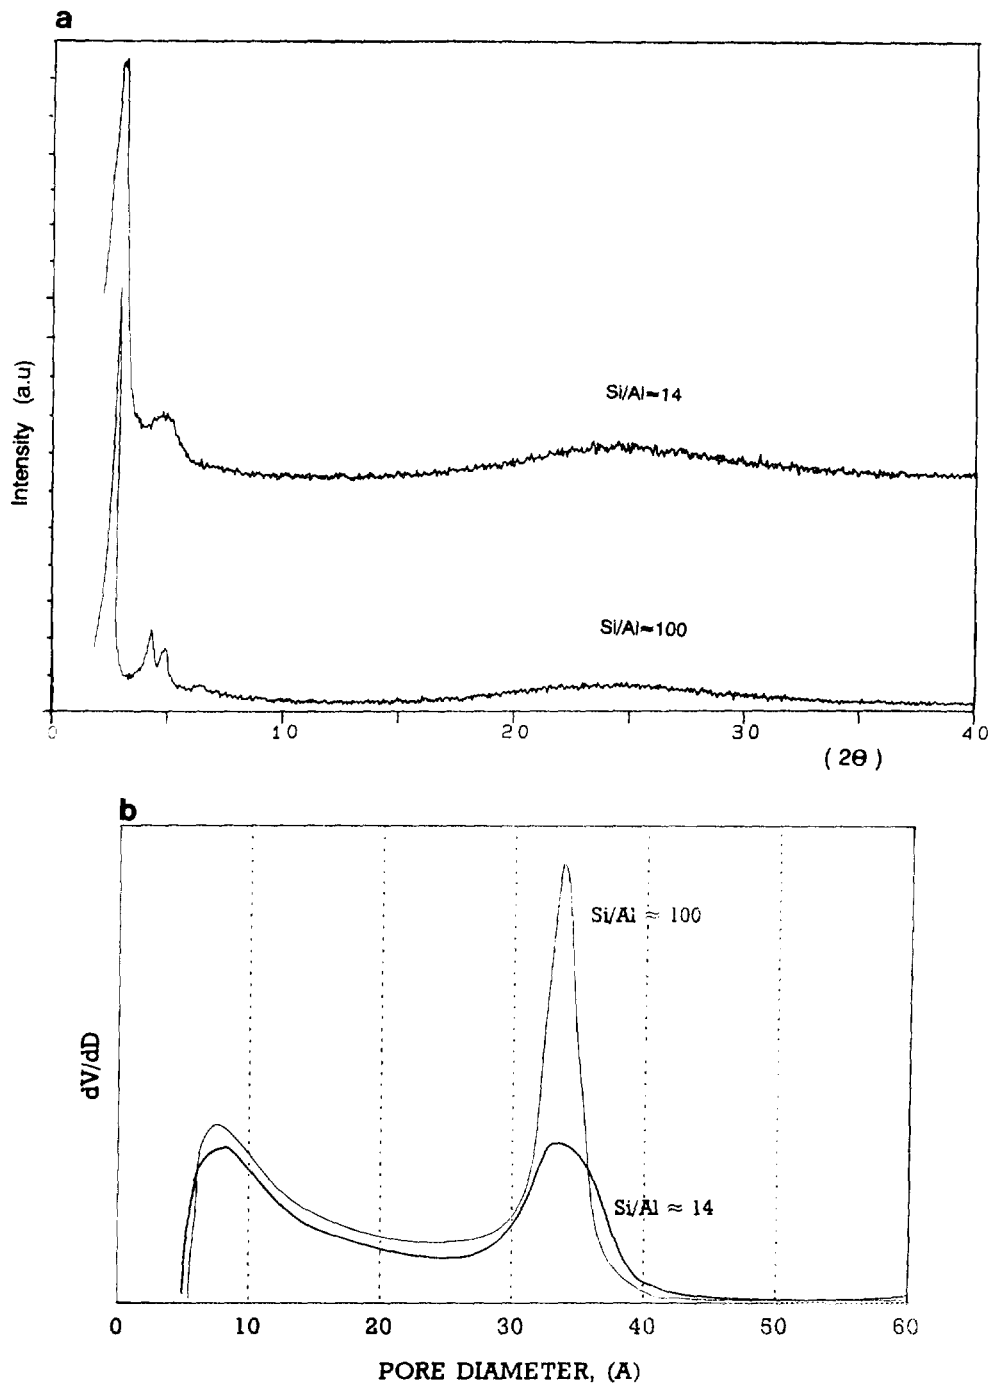 a
Intensity (a.u)
Si/Al≈14
Si/Al≈100
0 10 20 30 40
(2θ)
b
dV/dD
Si/Al ≈ 100
Si/Al ≈ 14
0 10 20 30 40 50 60
PORE DIAMETER, (A)